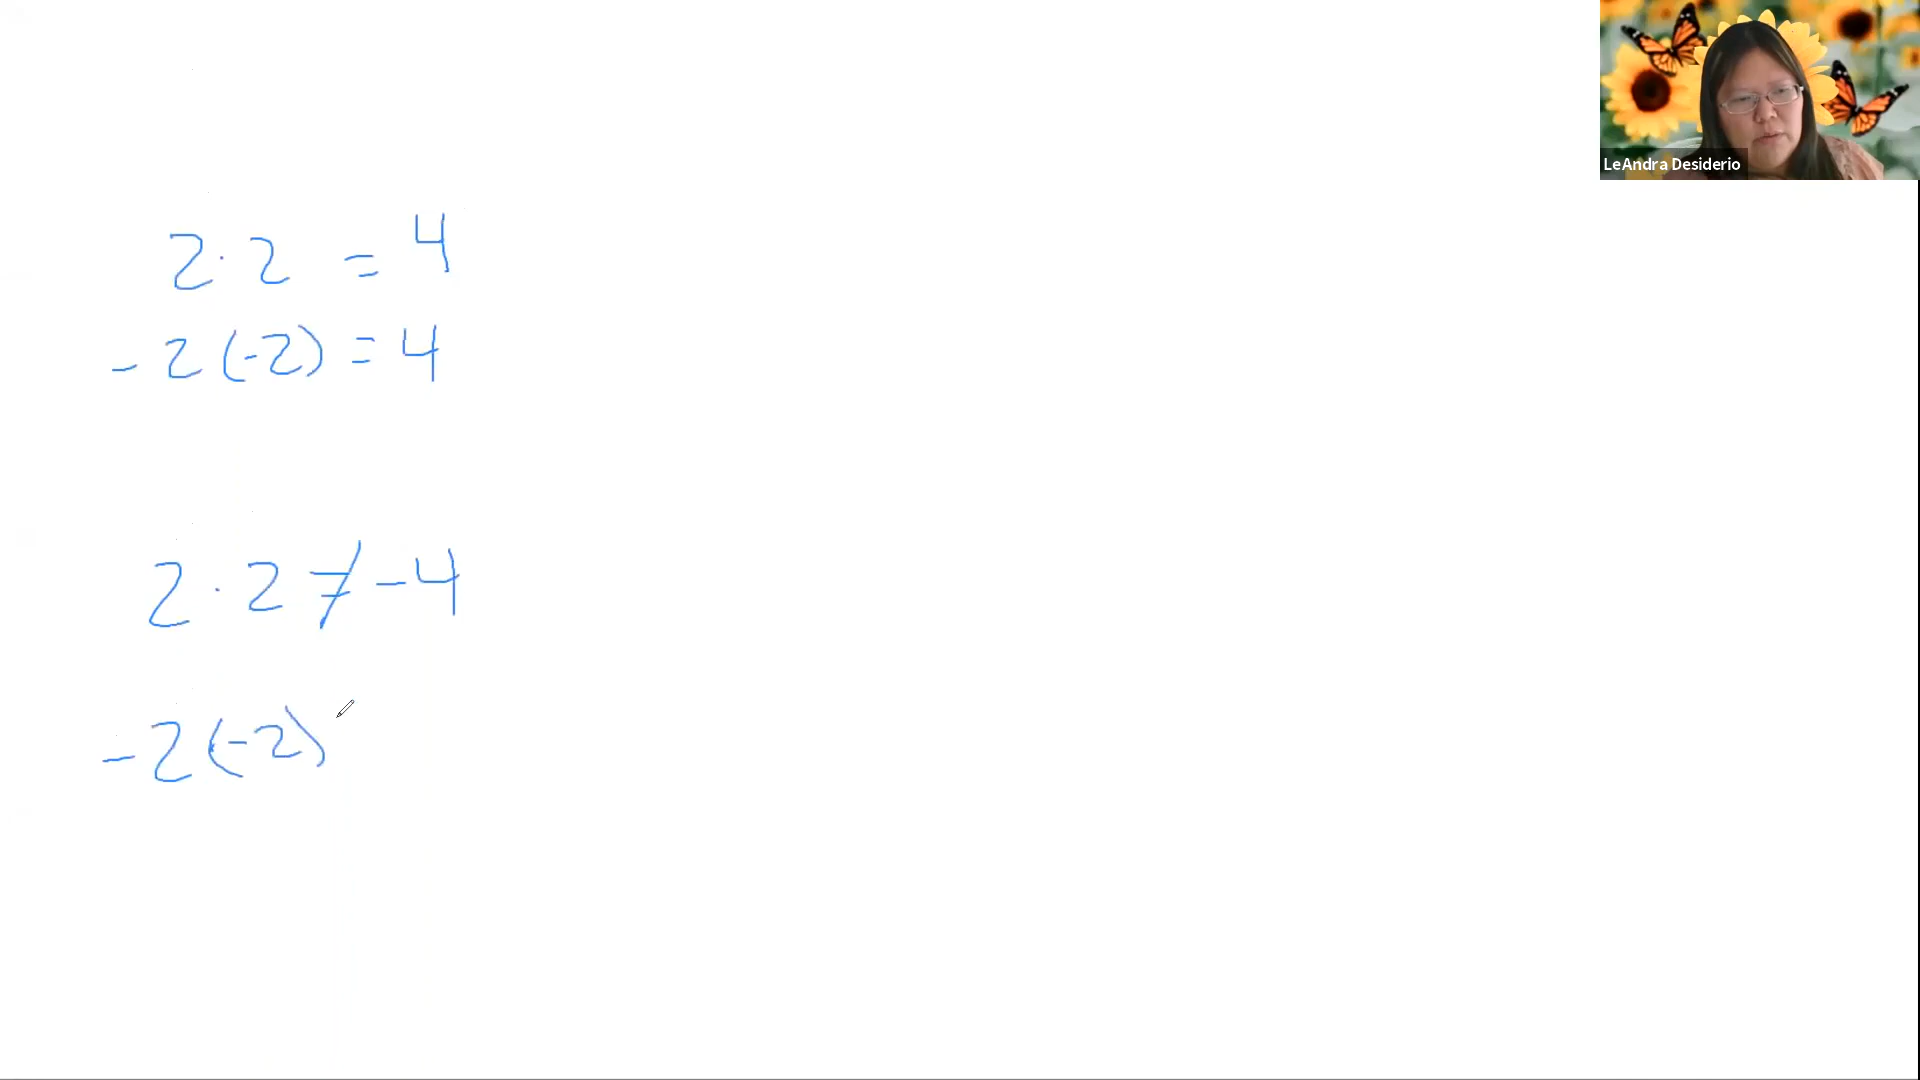 LeAndra Desiderio
2 · 2 = 4
- 2 (-2) = 4
2 · 2 ≠ -4
- 2 (-2)